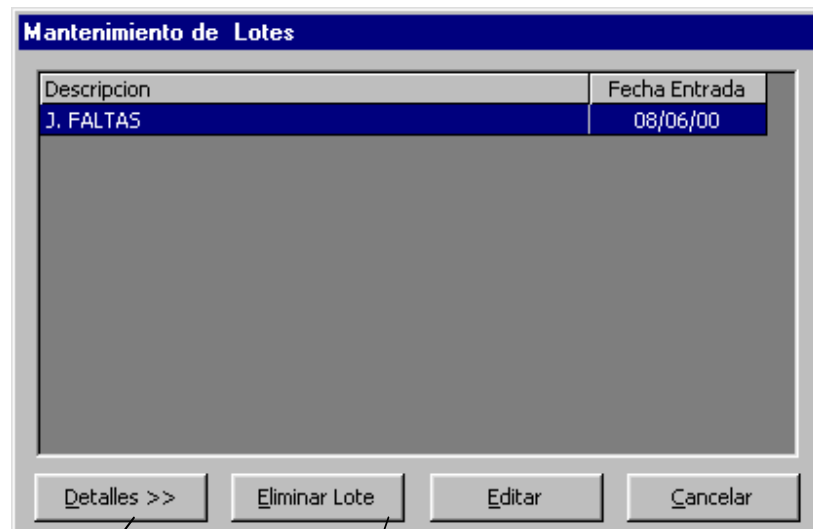 Mantenimiento de Lotes
Descripcion Fecha Entrada
J. FALTAS 08/06/00
Detalles >> Eliminar Lote Editar Cancelar